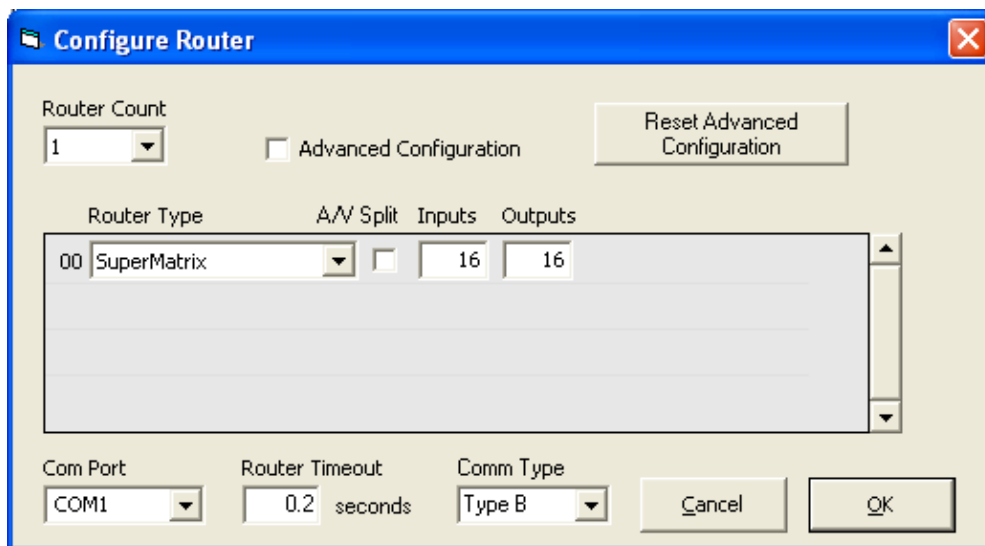 Configure Router
Router Count
1
Advanced Configuration
Reset Advanced
Configuration
Router Type A/V Split Inputs Outputs
00 SuperMatrix 16 16
Com Port Router Timeout Comm Type
COM1 0.2 seconds Type B Cancel OK